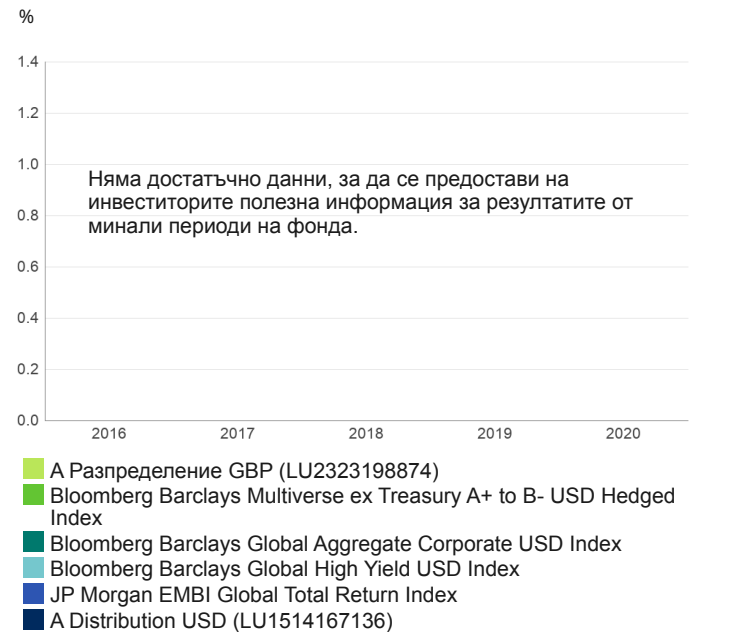 %
1.4
1.2
1.0
Няма достатъчно данни, за да се предостави на
инвеститорите полезна информация за резултатите от
минали периоди на фонда.
0.8
0.6
0.4
0.2
0.0
2016 2017 2018 2019 2020
А Разпределение GBP (LU2323198874)
Bloomberg Barclays Multiverse ex Treasury A+ to B- USD Hedged
Index
Bloomberg Barclays Global Aggregate Corporate USD Index
Bloomberg Barclays Global High Yield USD Index
JP Morgan EMBI Global Total Return Index
A Distribution USD (LU1514167136)